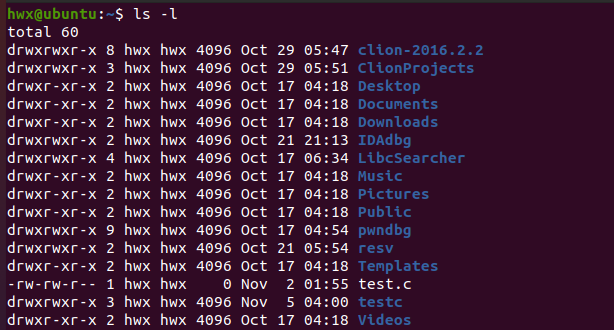 hwx@ubuntu:~$ ls -l
total 60
drwxrwxr-x 8 hwx hwx 4096 Oct 29 05:47 clion-2016.2.2
drwxrwxr-x 3 hwx hwx 4096 Oct 29 05:51 ClionProjects
drwxr-xr-x 2 hwx hwx 4096 Oct 17 04:18 Desktop
drwxr-xr-x 2 hwx hwx 4096 Oct 17 04:18 Documents
drwxr-xr-x 2 hwx hwx 4096 Oct 17 04:18 Downloads
drwxrwxr-x 2 hwx hwx 4096 Oct 21 21:13 IDAdbg
drwxrwxr-x 4 hwx hwx 4096 Oct 17 06:34 LibcSearcher
drwxr-xr-x 2 hwx hwx 4096 Oct 17 04:18 Music
drwxr-xr-x 2 hwx hwx 4096 Oct 17 04:18 Pictures
drwxr-xr-x 2 hwx hwx 4096 Oct 17 04:18 Public
drwxrwxr-x 9 hwx hwx 4096 Oct 17 04:54 pwndbg
drwxrwxr-x 2 hwx hwx 4096 Oct 21 05:54 resv
drwxr-xr-x 2 hwx hwx 4096 Oct 17 04:18 Templates
-rw-rw-r-- 1 hwx hwx    0 Nov  2 01:55 test.c
drwxrwxr-x 3 hwx hwx 4096 Nov  5 04:00 testc
drwxr-xr-x 2 hwx hwx 4096 Oct 17 04:18 Videos